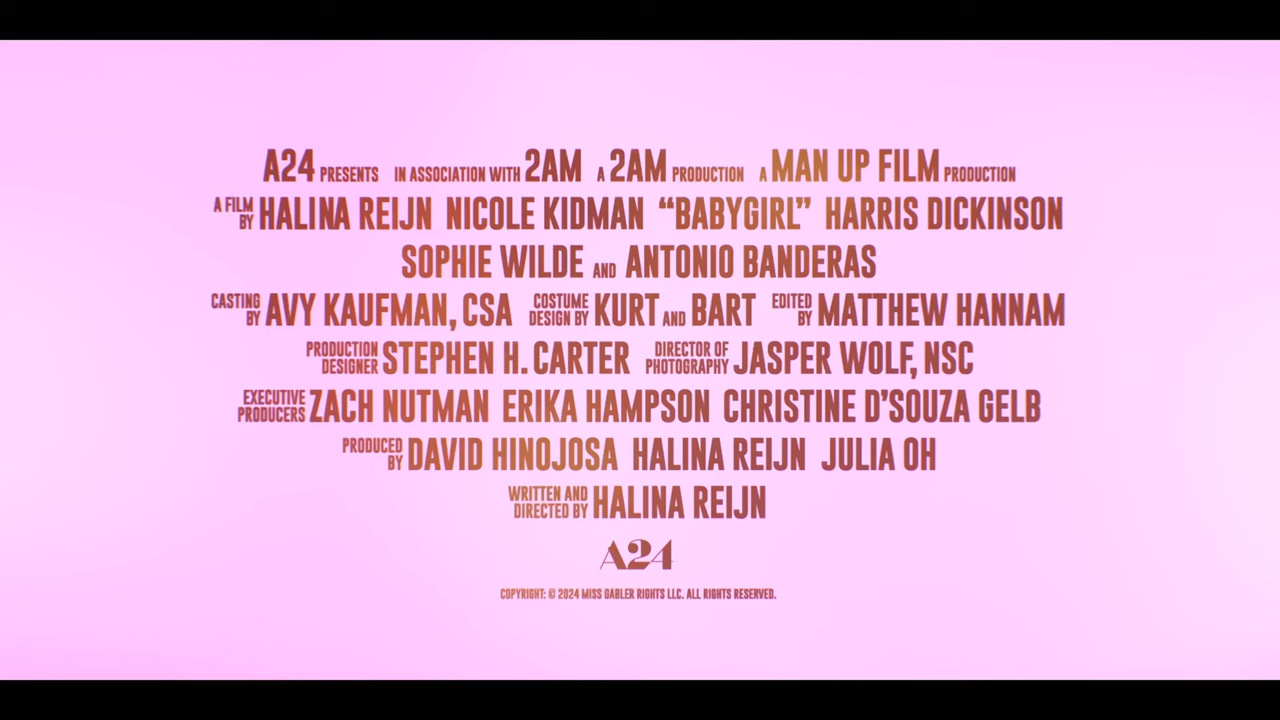 A24 PRESENTS IN ASSOCIATION WITH 2AM A 2AM PRODUCTION A MAN UP FILM PRODUCTION
A FILM BY HALINA REIJN NICOLE KIDMAN “BABYGIRL” HARRIS DICKINSON
SOPHIE WILDE AND ANTONIO BANDERAS
CASTING BY AVY KAUFMAN, CSA COSTUME DESIGN BY KURT AND BART EDITED BY MATTHEW HANNAM
PRODUCTION DESIGNER STEPHEN H. CARTER DIRECTOR OF PHOTOGRAPHY JASPER WOLF, NSC
EXECUTIVE PRODUCERS ZACH NUTMAN ERIKA HAMPSON CHRISTINE D’SOUZA GELB
PRODUCED BY DAVID HINOJOSA HALINA REIJN JULIA OH
WRITTEN AND DIRECTED BY HALINA REIJN
A24
COPYRIGHT: © 2024 MISS GABLER RIGHTS LLC. ALL RIGHTS RESERVED.